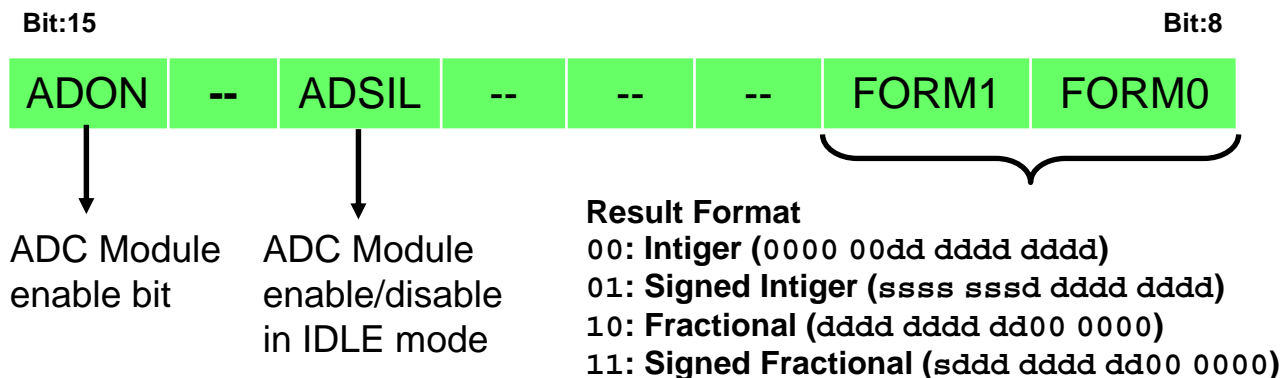 Bit:15 Bit:8
ADON -- ADSIL -- -- -- FORM1 FORM0
ADC Module
enable bit
ADC Module
enable/disable
in IDLE mode
Result Format
00: Intiger (0000 00dd dddd dddd)
01: Signed Intiger (ssss sssd dddd dddd)
10: Fractional (dddd dddd dd00 0000)
11: Signed Fractional (sddd dddd dd00 0000)